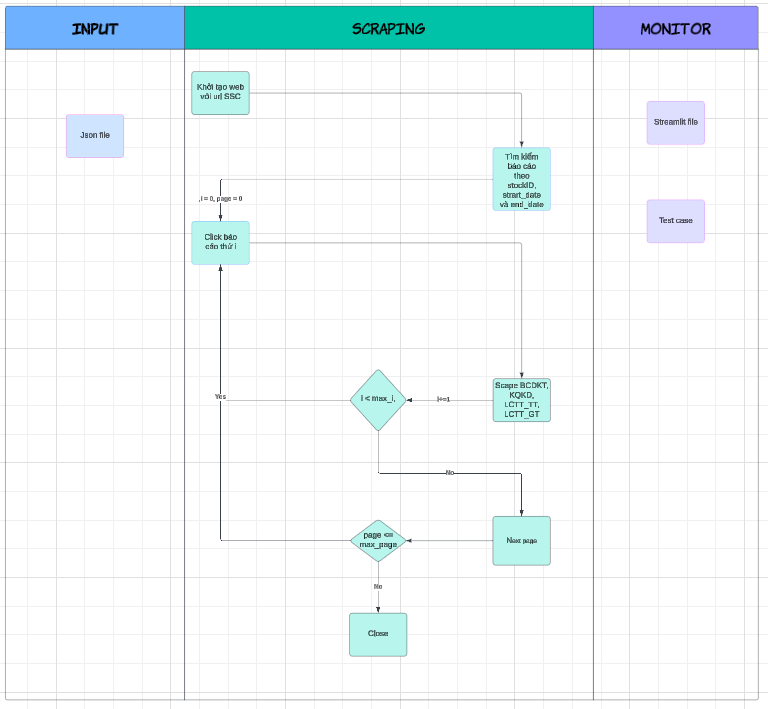 INPUT
SCRAPING
MONITOR
Khởi tạo web
với url SSC
Json file
Streamlit file
Tìm kiếm
báo cáo
theo
stockID,
strart_date
và end_date
,i = 0, page = 0
Test case
Click báo
cáo thứ i
Yes
i < max_i,
i+=1
Scape BCDKT,
KQKD,
LCTT_TT,
LCTT_GT
No
page <=
max_page
Next page
No
Close